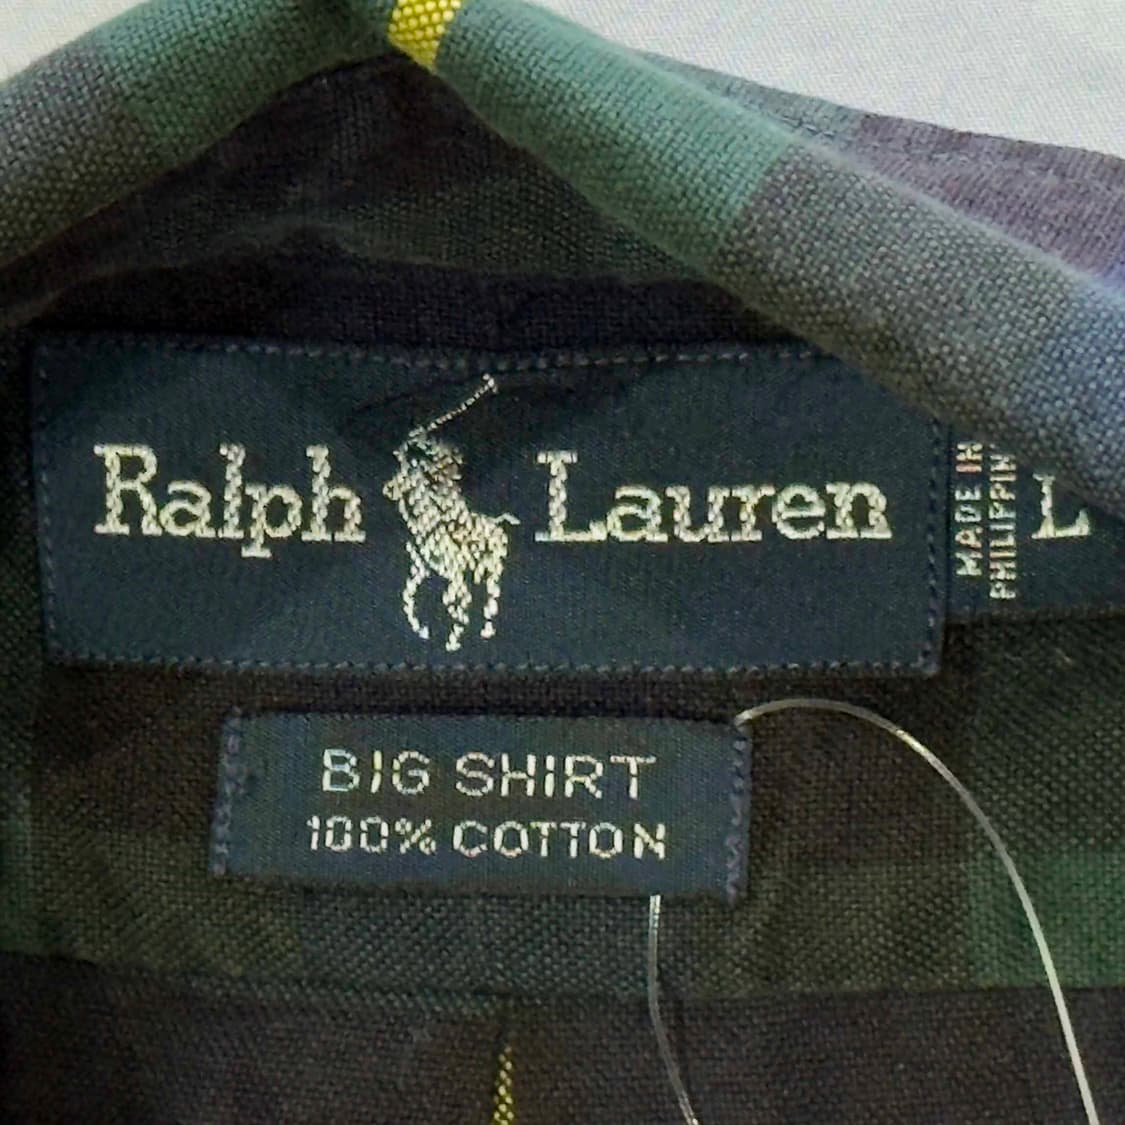 Ralph Lauren
MADE IN
PHILIPPIN
L
BIG SHIRT
100% COTTON